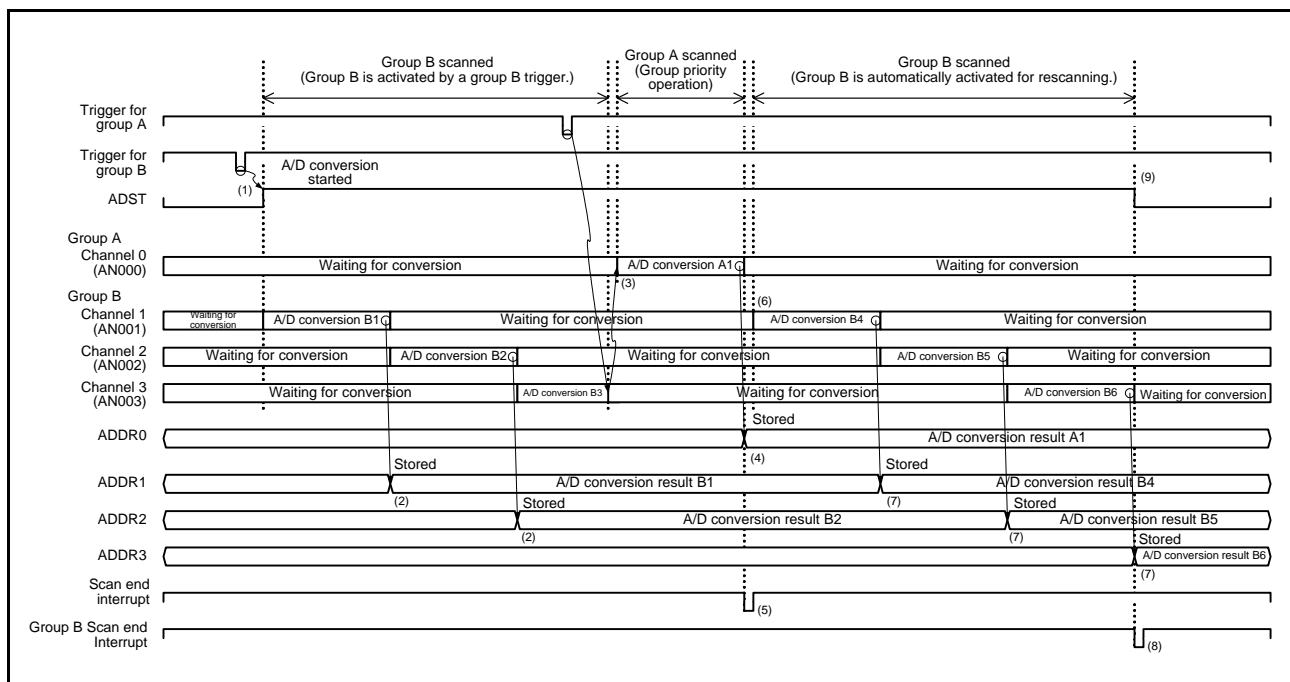 Group B scanned
(Group B is activated by a group B trigger.)
Group A scanned
(Group priority
operation)
Group B scanned
(Group B is automatically activated for rescanning.)
Trigger for
group A
Trigger for
group B
(1)
A/D conversion
started
(9)
ADST
Group A
Channel 0
(AN000)
Waiting for conversion
A/D conversion A1
Waiting for conversion
(3)
Group B
(6)
Channel 1
(AN001)
Waiting for
conversion
A/D conversion B1
Waiting for conversion
A/D conversion B4
Waiting for conversion
Channel 2
(AN002)
Waiting for conversion
A/D conversion B2
Waiting for conversion
A/D conversion B5
Waiting for conversion
Channel 3
(AN003)
Waiting for conversion
A/D conversion B3
Waiting for conversion
A/D conversion B6
Waiting for conversion
Stored
ADDR0
A/D conversion result A1
(4)
Stored
Stored
ADDR1
A/D conversion result B1
A/D conversion result B4
(2)
(7)
Stored
Stored
ADDR2
A/D conversion result B2
A/D conversion result B5
(2)
(7)
Stored
ADDR3
A/D conversion result B6
(7)
Scan end
interrupt
(5)
Group B Scan end
Interrupt
(8)